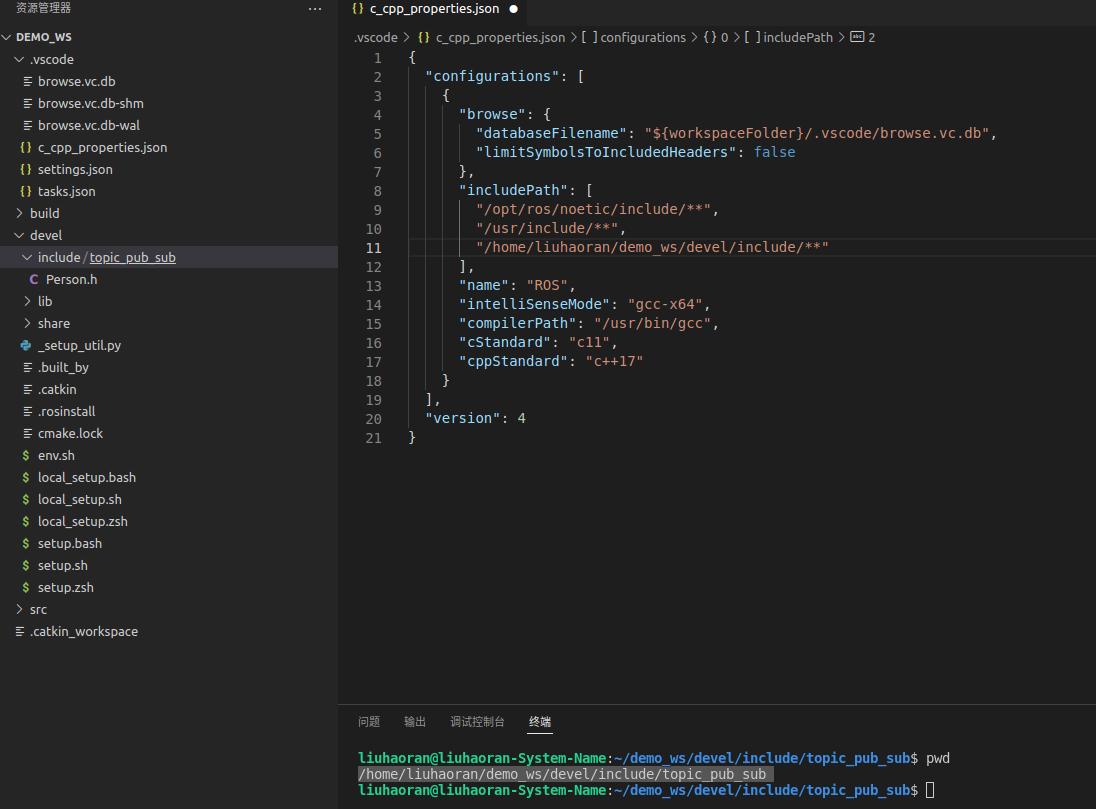 资源管理器
···
DEMO_WS
.vscode
browse.vc.db
browse.vc.db-shm
browse.vc.db-wal
{} c_cpp_properties.json
{} settings.json
{} tasks.json
build
devel
include / topic_pub_sub
C Person.h
lib
share
_setup_util.py
.built_by
.catkin
.rosinstall
cmake.lock
$ env.sh
$ local_setup.bash
$ local_setup.sh
$ local_setup.zsh
$ setup.bash
$ setup.sh
$ setup.zsh
src
.catkin_workspace
{} c_cpp_properties.json ●
.vscode > {} c_cpp_properties.json > [ ] configurations > {} 0 > [ ] includePath > abc 2
1 {
2 "configurations": [
3 {
4 "browse": {
5 "databaseFilename": "${workspaceFolder}/.vscode/browse.vc.db",
6 "limitSymbolsToIncludedHeaders": false
7 },
8 "includePath": [
9 "/opt/ros/noetic/include/**",
10 "/usr/include/**",
11 "/home/liuhaoran/demo_ws/devel/include/**"
12 ],
13 "name": "ROS",
14 "intelliSenseMode": "gcc-x64",
15 "compilerPath": "/usr/bin/gcc",
16 "cStandard": "c11",
17 "cppStandard": "c++17"
18 }
19 ],
20 "version": 4
21 }
问题 输出 调试控制台 终端
liuhaoran@liuhaoran-System-Name:~/demo_ws/devel/include/topic_pub_sub$ pwd
/home/liuhaoran/demo_ws/devel/include/topic_pub_sub
liuhaoran@liuhaoran-System-Name:~/demo_ws/devel/include/topic_pub_sub$